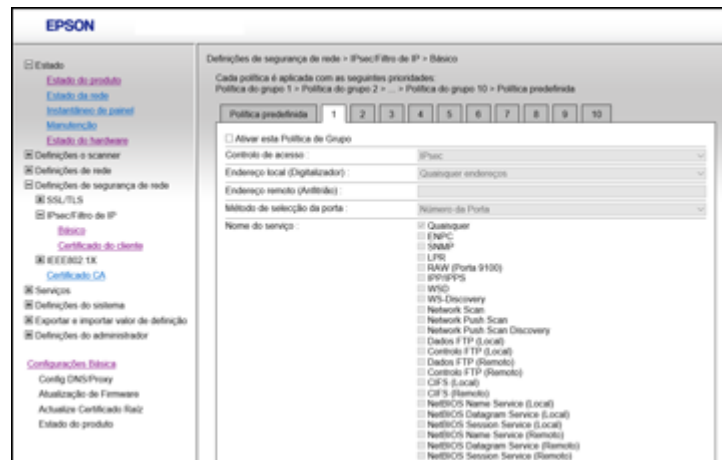 EPSON
Estado
Estado do produto
Estado da rede
Instantâneo de painel
Manutenção
Estado do hardware
Definições o scanner
Definições de rede
Definições de segurança de rede
SSL/TLS
IPsec/Filtro de IP
Básico
Certificado do cliente
IEEE802.1X
Certificado CA
Serviços
Definições do sistema
Exportar e importar valor de definição
Definições do administrador
Configurações Básica
Config DNS/Proxy
Atualização de Firmware
Actualize Certificado Raíz
Estado do produto
Definições de segurança de rede > IPsec/Filtro de IP > Básico
Cada política é aplicada com as seguintes prioridades:
Política do grupo 1 > Política do grupo 2 > ... > Política do grupo 10 > Política predefinida
Política predefinida 1 2 3 4 5 6 7 8 9 10
Ativar esta Política de Grupo
Controlo de acesso : IPsec
Endereço local (Digitalizador) : Quaisquer endereços
Endereço remoto (Anfitrião) :
Método de selecção da porta : Número da Porta
Nome do serviço : Quaisquer
ENPC
SNMP
LPR
RAW (Porta 9100)
IPP/IPPS
WSD
WS-Discovery
Network Scan
Network Push Scan
Network Push Scan Discovery
Dados FTP (Local)
Controlo FTP (Local)
Dados FTP (Remoto)
Controlo FTP (Remoto)
CIFS (Local)
CIFS (Remoto)
NetBIOS Name Service (Local)
NetBIOS Datagram Service (Local)
NetBIOS Session Service (Local)
NetBIOS Name Service (Remoto)
NetBIOS Datagram Service (Remoto)
NetBIOS Session Service (Remoto)